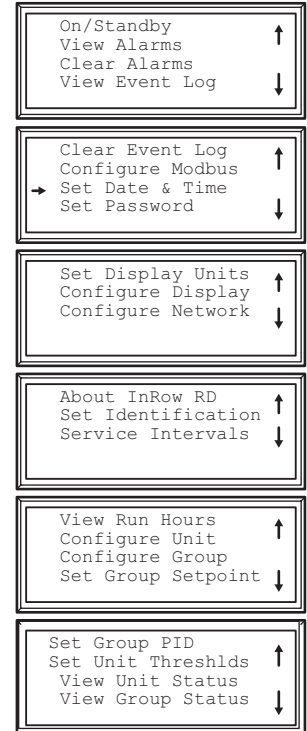 On/Standby
View Alarms
Clear Alarms
View Event Log
Clear Event Log
Configure Modbus
Set Date & Time
Set Password
Set Display Units
Configure Display
Configure Network
About InRow RD
Set Identification
Service Intervals
View Run Hours
Configure Unit
Configure Group
Set Group Setpoint
Set Group PID
Set Unit Threshlds
View Unit Status
View Group Status